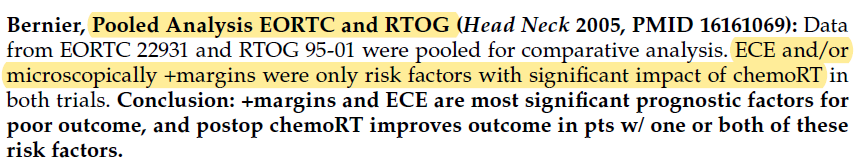 Bernier, Pooled Analysis EORTC and RTOG (Head Neck 2005, PMID 16161069): Data
from EORTC 22931 and RTOG 95-01 were pooled for comparative analysis. ECE and/or
microscopically +margins were only risk factors with significant impact of chemoRT in
both trials. Conclusion: +margins and ECE are most significant prognostic factors for
poor outcome, and postop chemoRT improves outcome in pts w/ one or both of these
risk factors.